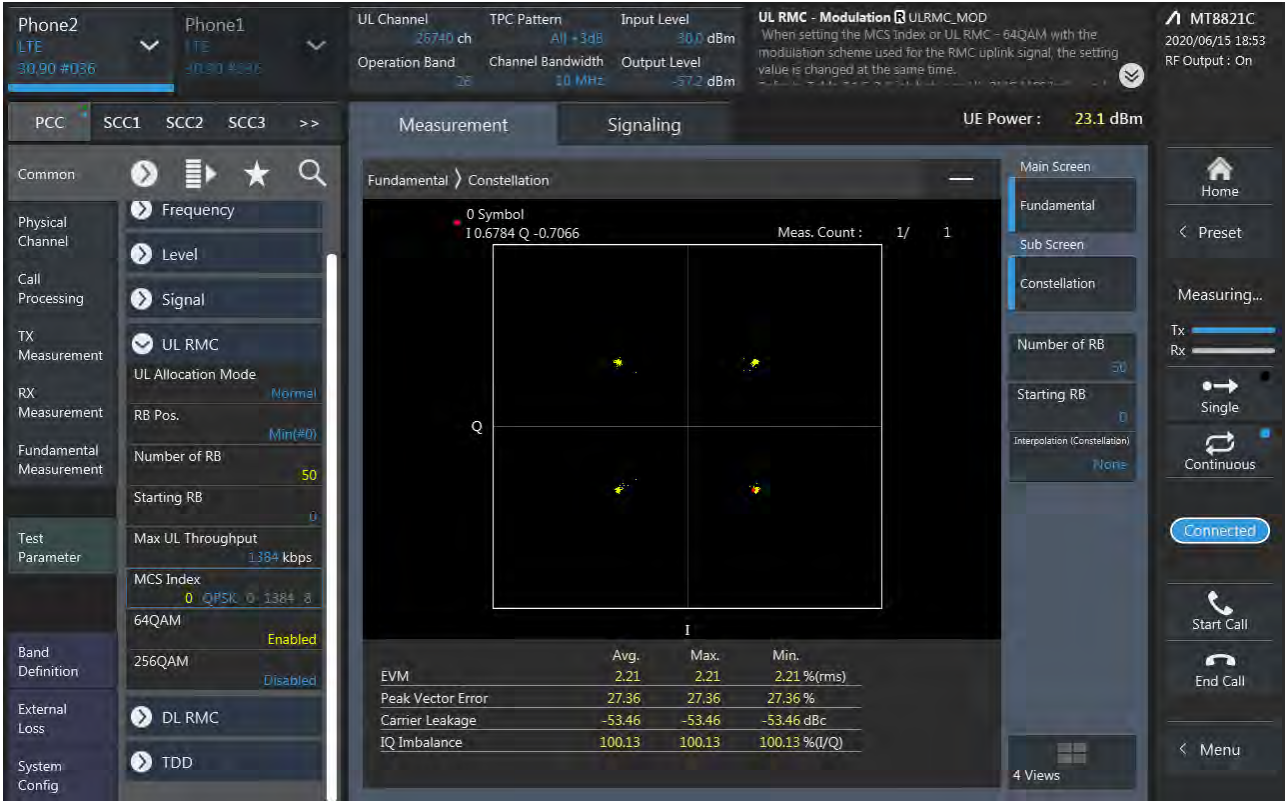 Phone2
LTE
30.90 #036
Phone1
LTE
UL Channel
26740 ch
Operation Band
26
TPC Pattern
All +3dB
Channel Bandwidth
10 MHz
Input Level
30.0 dBm
Output Level
-57.2 dBm
UL RMC - Modulation R ULRMC_MOD
When setting the MCS Index or UL RMC - 64QAM with the
modulation scheme used for the RMC uplink signal, the setting
value is changed at the same time.
MT8821C
2020/06/15 18:53
RF Output : On
PCC SCC1 SCC2 SCC3 >>
Measurement
Signaling
UE Power : 23.1 dBm
Common
Physical
Channel
Call
Processing
TX
Measurement
RX
Measurement
Fundamental
Measurement
Test
Parameter
Band
Definition
External
Loss
System
Config
Frequency
Level
Signal
UL RMC
UL Allocation Mode
Normal
RB Pos.
Min(#0)
Number of RB
50
Starting RB
0
Max UL Throughput
1384 kbps
MCS Index
0 QPSK 0 1384 8
64QAM
Enabled
256QAM
Disabled
DL RMC
TDD
Fundamental 〉 Constellation
0 Symbol
I 0.6784 Q -0.7066
Meas. Count : 1/ 1
Q
I
Avg. Max. Min.
EVM 2.21 2.21 2.21 %(rms)
Peak Vector Error 27.36 27.36 27.36 %
Carrier Leakage -53.46 -53.46 -53.46 dBc
IQ Imbalance 100.13 100.13 100.13 %(I/Q)
Main Screen
Fundamental
Sub Screen
Constellation
Number of RB
50
Starting RB
0
Interpolation (Constellation)
None
4 Views
Home
< Preset
Measuring...
Tx
Rx
Single
Continuous
Connected
Start Call
End Call
< Menu